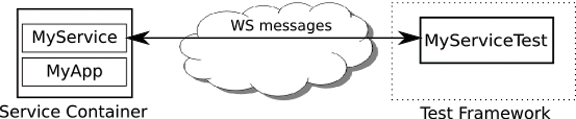 MyService
MyApp
Service Container
WS messages
MyServiceTest
Test Framework